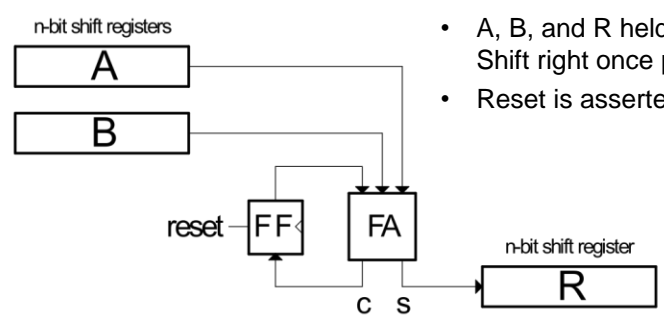 n-bit shift registers
A
B
• A, B, and R held
Shift right once
• Reset is asserte
reset
FF
FA
c s
n-bit shift register
R